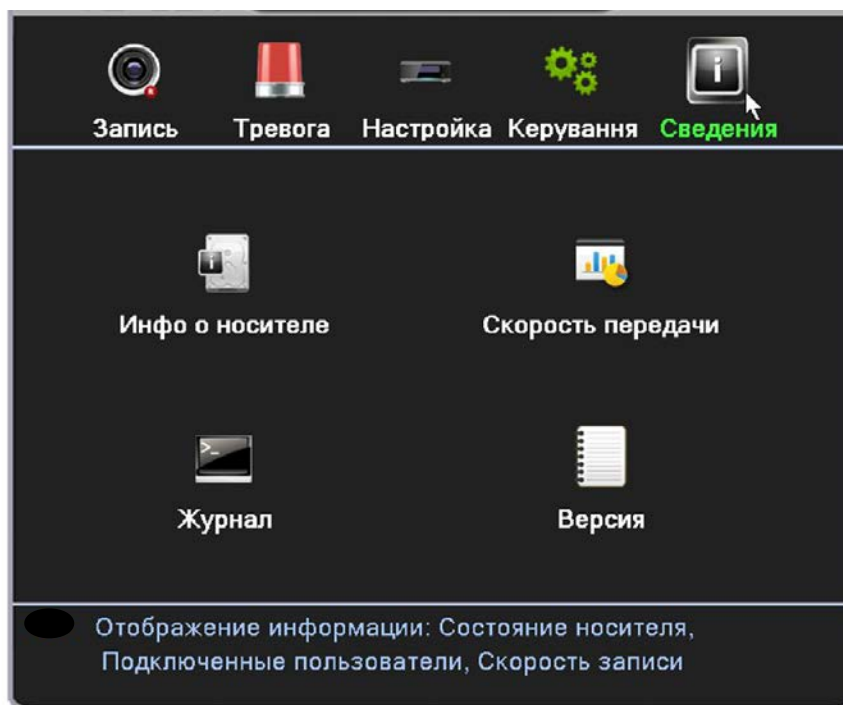 Запись Тревога Настройка Керування Сведения
Инфо о носителе Скорость передачи
Журнал Версия
Отображение информации: Состояние носителя,
Подключенные пользователи, Скорость записи